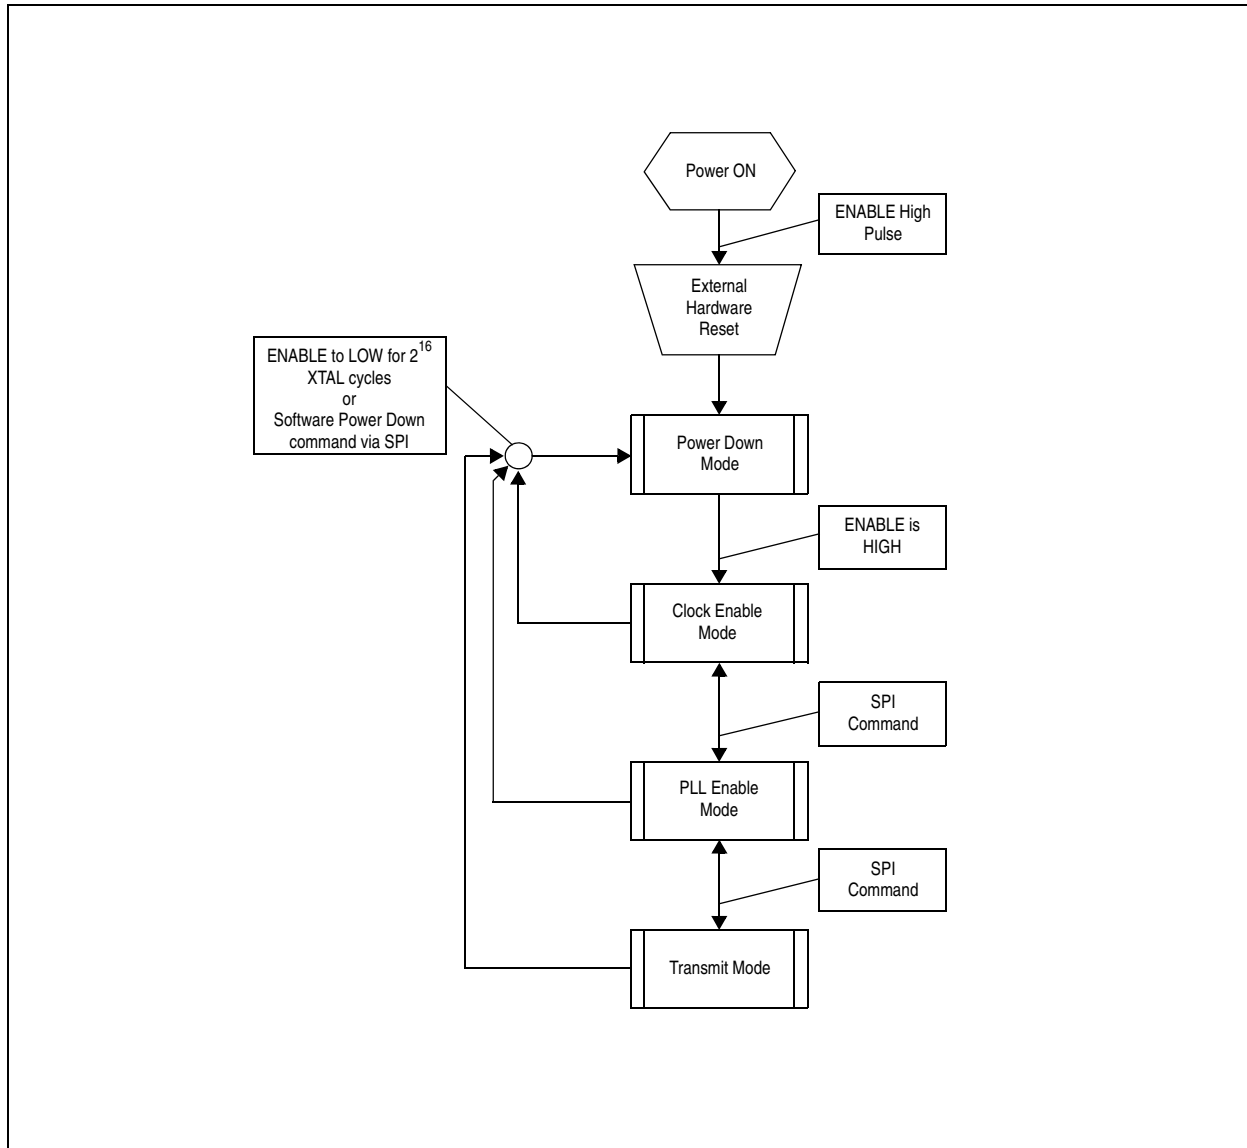 Power ON
ENABLE High
Pulse
External
Hardware
Reset
ENABLE to LOW for 2^16
XTAL cycles
or
Software Power Down
command via SPI
Power Down
Mode
ENABLE is
HIGH
Clock Enable
Mode
SPI
Command
PLL Enable
Mode
SPI
Command
Transmit Mode